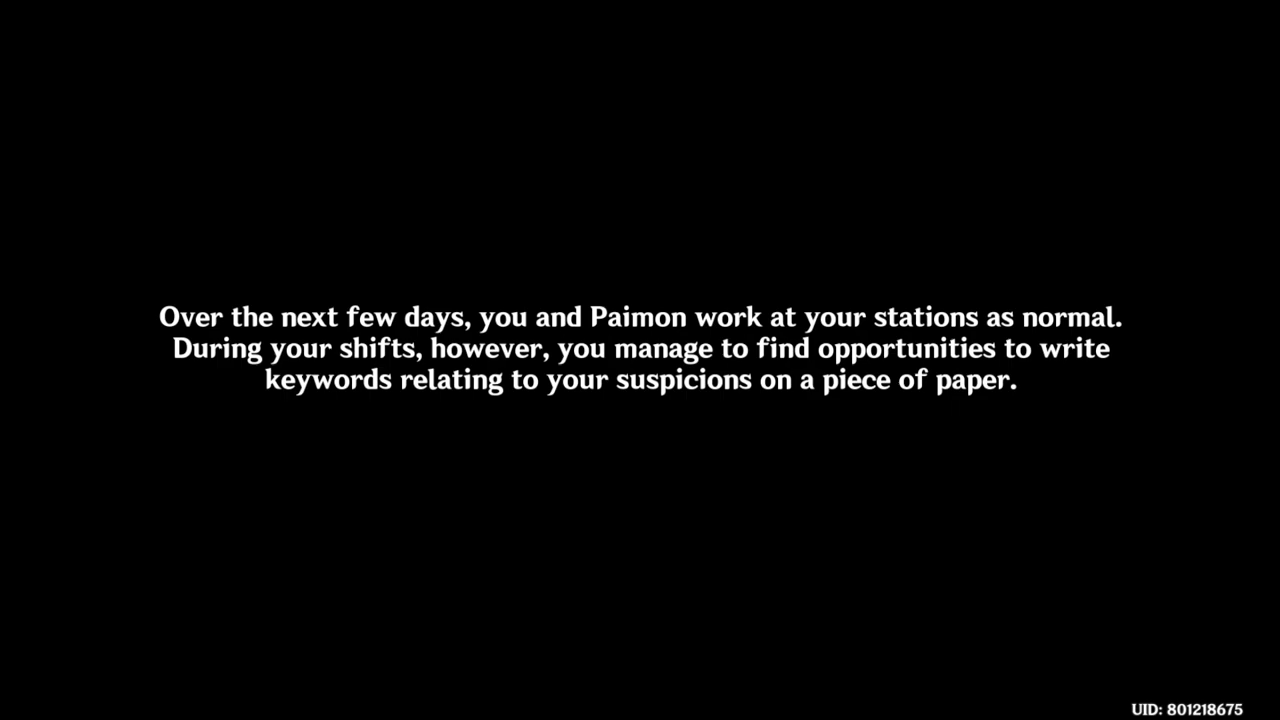 Over the next few days, you and Paimon work at your stations as normal.
During your shifts, however, you manage to find opportunities to write
keywords relating to your suspicions on a piece of paper.
UID: 801218675